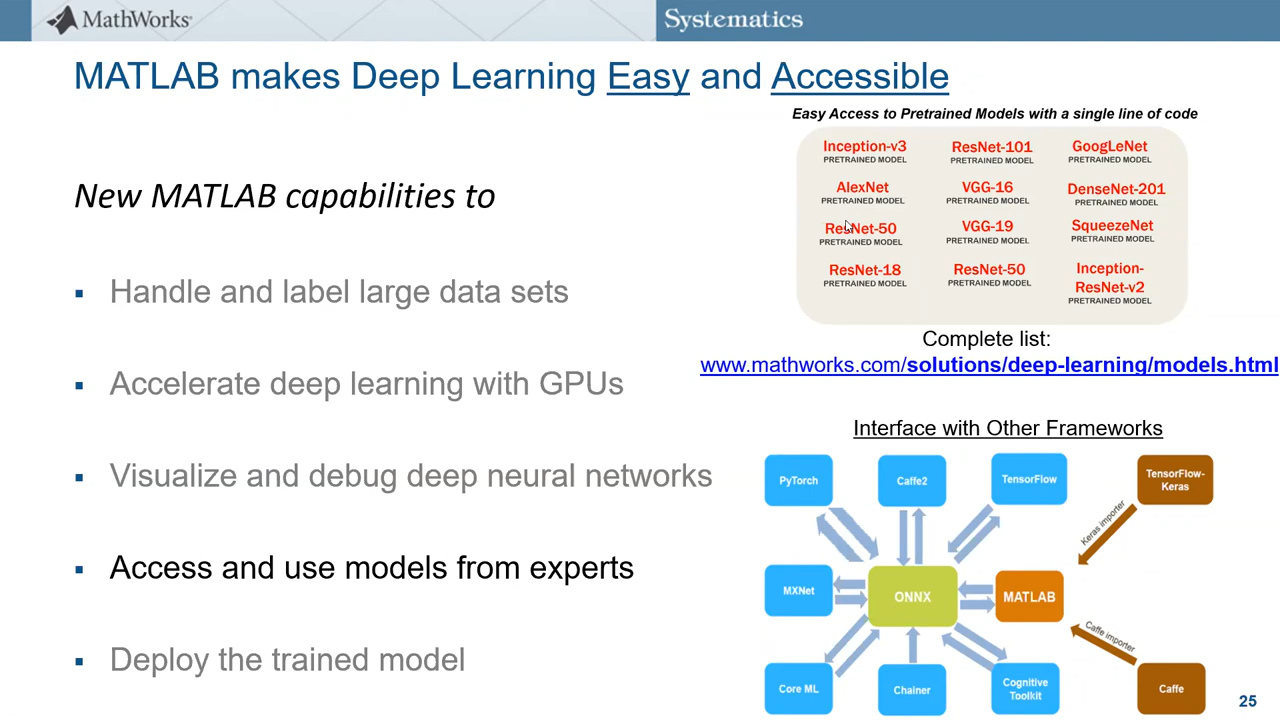 MathWorks
Systematics
MATLAB makes Deep Learning Easy and Accessible
New MATLAB capabilities to
▪ Handle and label large data sets
▪ Accelerate deep learning with GPUs
▪ Visualize and debug deep neural networks
▪ Access and use models from experts
▪ Deploy the trained model
Easy Access to Pretrained Models with a single line of code
Inception-v3
PRETRAINED MODEL
ResNet-101
PRETRAINED MODEL
GoogLeNet
PRETRAINED MODEL
AlexNet
PRETRAINED MODEL
VGG-16
PRETRAINED MODEL
DenseNet-201
PRETRAINED MODEL
ResNet-50
PRETRAINED MODEL
VGG-19
PRETRAINED MODEL
SqueezeNet
PRETRAINED MODEL
ResNet-18
PRETRAINED MODEL
ResNet-50
PRETRAINED MODEL
Inception-
ResNet-v2
PRETRAINED MODEL
Complete list:
www.mathworks.com/solutions/deep-learning/models.html
Interface with Other Frameworks
PyTorch
Caffe2
TensorFlow
TensorFlow-
Keras
Keras importer
MXNet
ONNX
MATLAB
Caffe importer
Core ML
Chainer
Cognitive
Toolkit
Caffe
25